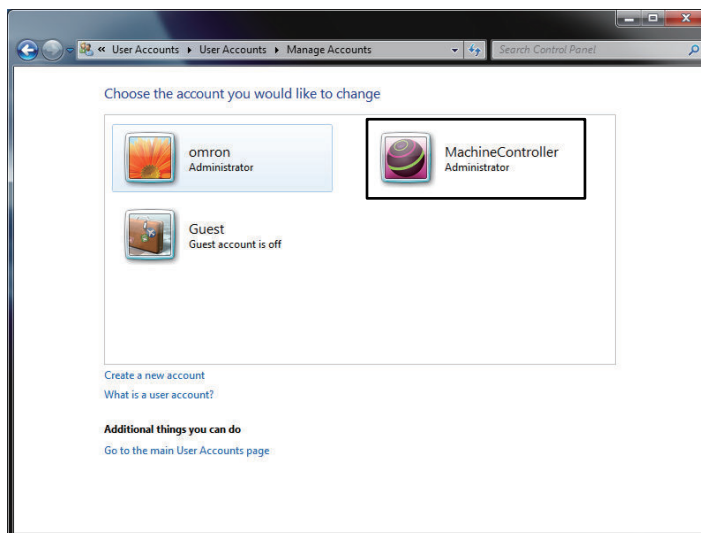 « User Accounts ▸ User Accounts ▸ Manage Accounts
Search Control Panel
Choose the account you would like to change
omron
Administrator
MachineController
Administrator
Guest
Guest account is off
Create a new account
What is a user account?
Additional things you can do
Go to the main User Accounts page